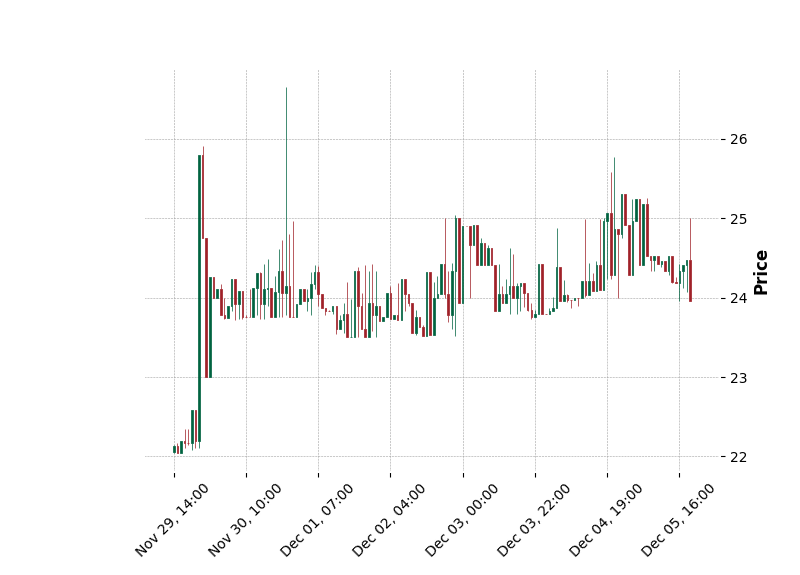 26
25
24
23
22
Price
Nov 29, 14:00
Nov 30, 10:00
Dec 01, 07:00
Dec 02, 04:00
Dec 03, 00:00
Dec 03, 22:00
Dec 04, 19:00
Dec 05, 16:00